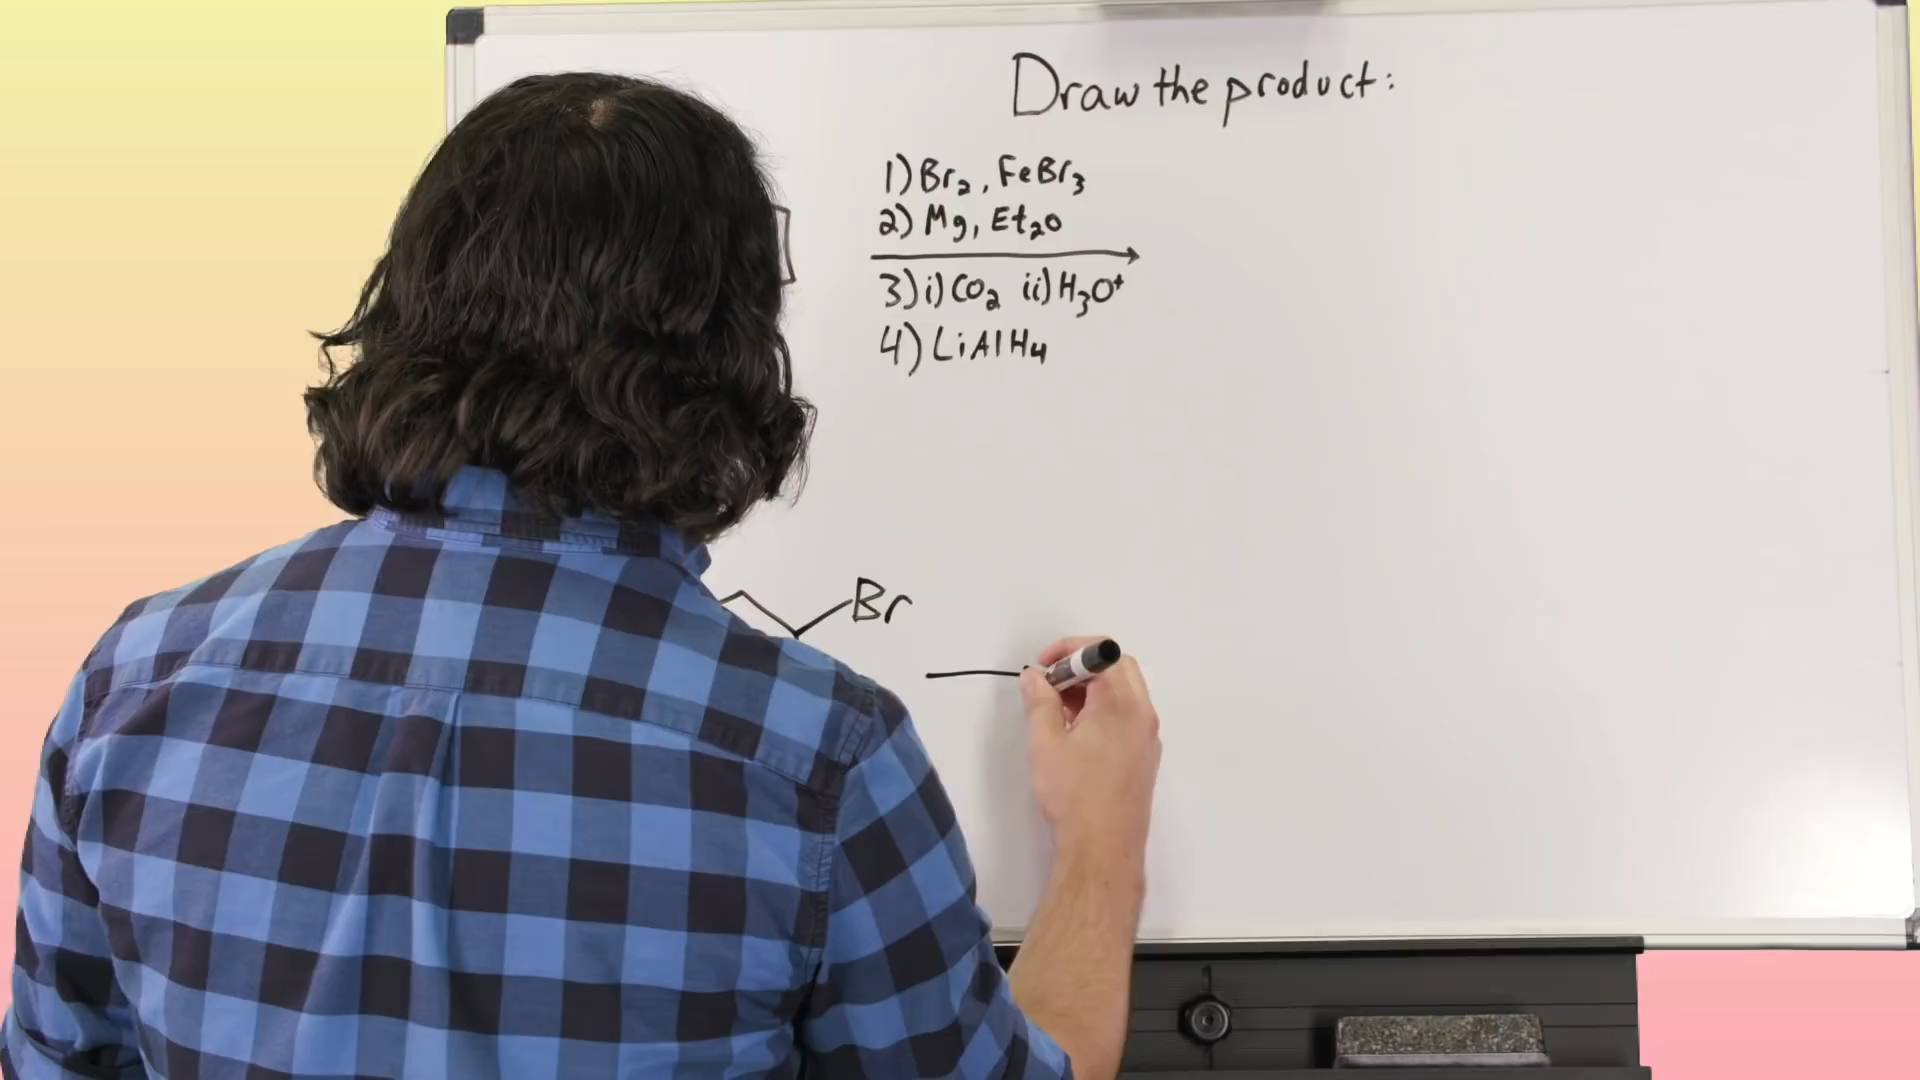 Draw the product:
1) Br₂, FeBr₃
2) Mg, Et₂O
3) i) CO₂ ii) H₃O⁺
4) LiAlH₄
Br